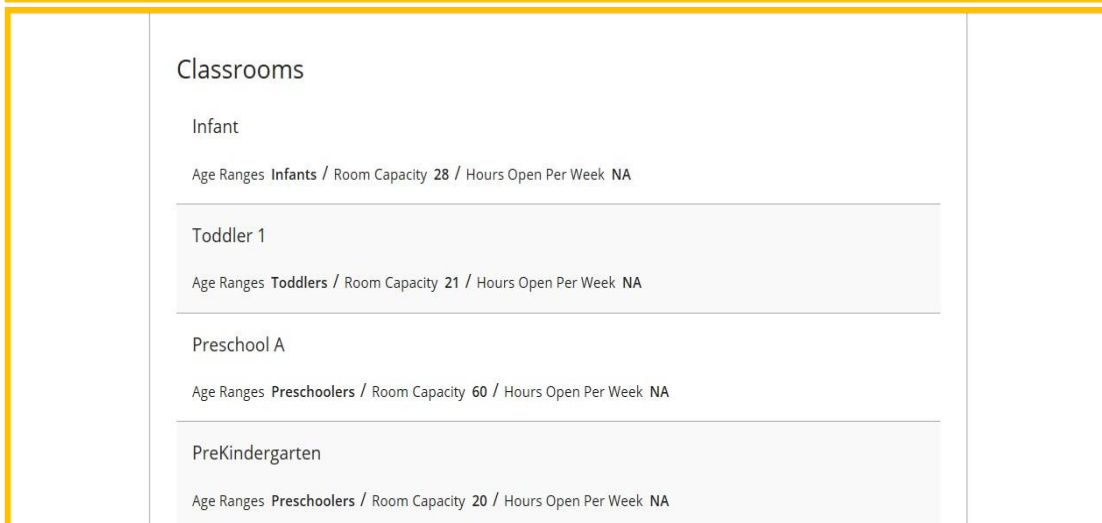 Classrooms
Infant
Age Ranges Infants / Room Capacity 28 / Hours Open Per Week NA
Toddler 1
Age Ranges Toddlers / Room Capacity 21 / Hours Open Per Week NA
Preschool A
Age Ranges Preschoolers / Room Capacity 60 / Hours Open Per Week NA
PreKindergarten
Age Ranges Preschoolers / Room Capacity 20 / Hours Open Per Week NA